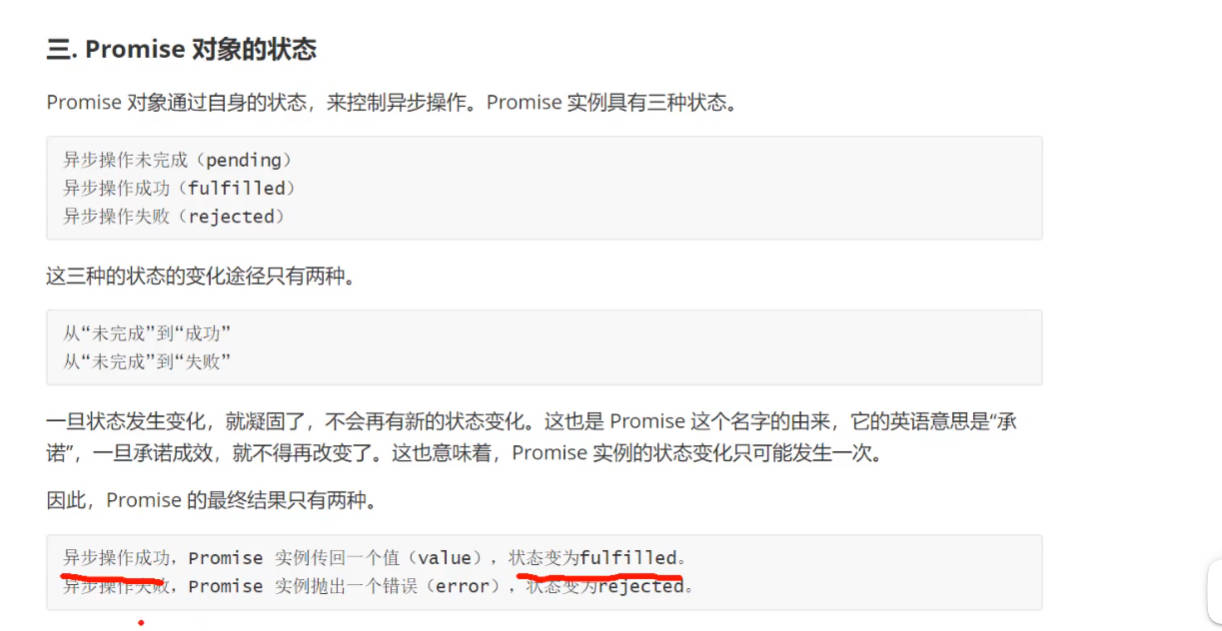 三. Promise 对象的状态
Promise 对象通过自身的状态，来控制异步操作。Promise 实例具有三种状态。
异步操作未完成（pending）
异步操作成功（fulfilled）
异步操作失败（rejected）
这三种的状态的变化途径只有两种。
从“未完成”到“成功”
从“未完成”到“失败”
一旦状态发生变化，就凝固了，不会再有新的状态变化。这也是 Promise 这个名字的由来，它的英语意思是“承
诺”，一旦承诺成效，就不得再改变了。这也意味着，Promise 实例的状态变化只可能发生一次。
因此，Promise 的最终结果只有两种。
异步操作成功，Promise 实例传回一个值（value），状态变为fulfilled。
异步操作失败，Promise 实例抛出一个错误（error），状态变为rejected。